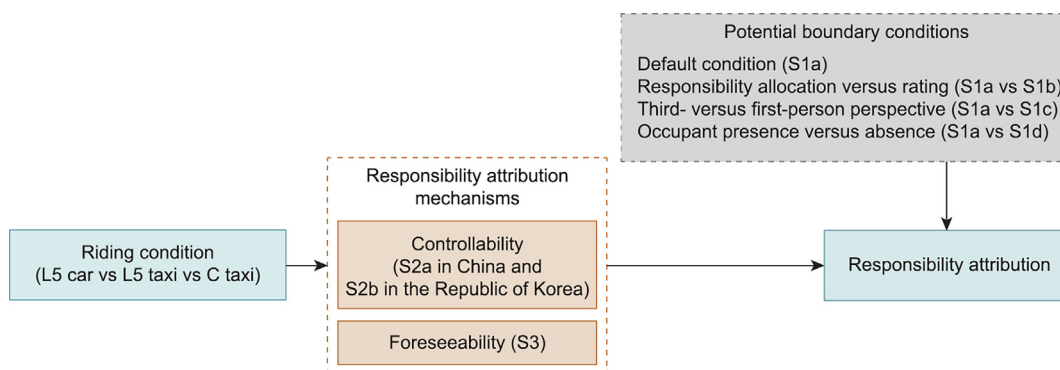 Potential boundary conditions
Default condition (S1a)
Responsibility allocation versus rating (S1a vs S1b)
Third- versus first-person perspective (S1a vs S1c)
Occupant presence versus absence (S1a vs S1d)
Responsibility attribution
mechanisms
Riding condition
(L5 car vs L5 taxi vs C taxi)
Controllability
(S2a in China and
S2b in the Republic of Korea)
Foreseeability (S3)
Responsibility attribution